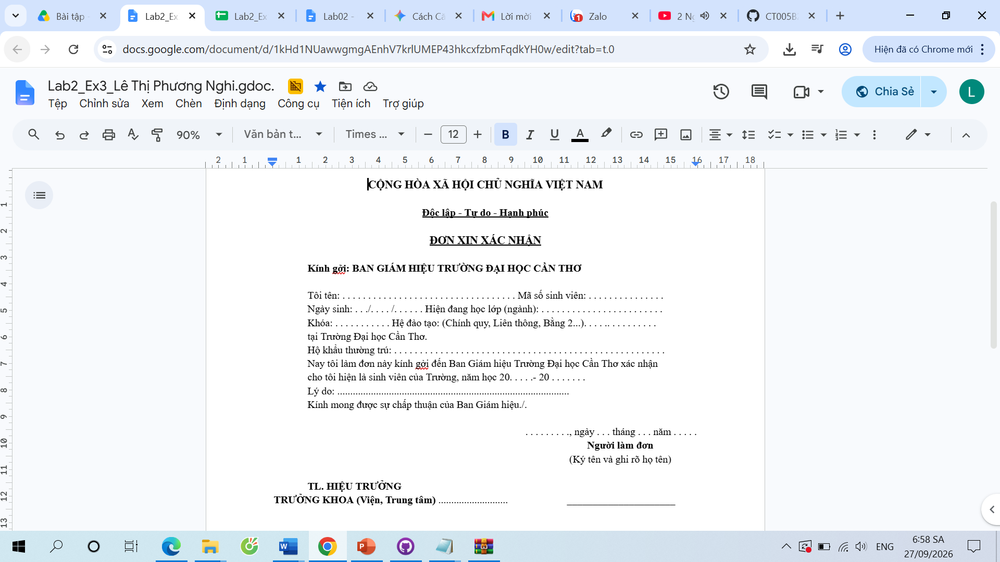 Bài tập -
Lab2_Ex
Lab2_Ex
Lab02 -
Cách Câ
Lời mời
Zalo
2 Ng
CT005B
docs.google.com/document/d/1kHd1NUawwgmgAEnhV7krlUMEP43hkcxfzbmFqdkYH0w/edit?tab=t.0
Hiện đã có Chrome mới
Lab2_Ex3_Lê Thị Phương Nghi.gdoc.
Tệp Chỉnh sửa Xem Chèn Định dạng Công cụ Tiện ích Trợ giúp
Chia Sẻ
L
90% Văn bản t... Times ... 12 B I U A
2 1 1 2 3 4 5 6 7 8 9 10 11 12 13 14 15 16 17 18
CỘNG HÒA XÃ HỘI CHỦ NGHĨA VIỆT NAM
Độc lập - Tự do - Hạnh phúc
ĐƠN XIN XÁC NHẬN
Kính gởi: BAN GIÁM HIỆU TRƯỜNG ĐẠI HỌC CẦN THƠ
Tôi tên: . . . . . . . . . . . . . . . . . . . . . . . . . . . . . . . . . . Mã số sinh viên: . . . . . . . . . . . . . . .
Ngày sinh: . . ./. . . . /. . . . . . Hiện đang học lớp (ngành): . . . . . . . . . . . . . . . . . . . . . . . .
Khóa: . . . . . . . . . . . Hệ đào tạo: (Chính quy, Liên thông, Bằng 2...). . . . .. . . . . . . . . .
tại Trường Đại học Cần Thơ.
Hộ khẩu thường trú: . . . . . . . . . . . . . . . . . . . . . . . . . . . . . . . . . . . . . . . . . . . . . . . . . . . . .
Nay tôi làm đơn này kính gởi đến Ban Giám hiệu Trường Đại học Cần Thơ xác nhận
cho tôi hiện là sinh viên của Trường, năm học 20. . . . .- 20 . . . . . . .
Lý do: ..........................................................................................
Kính mong được sự chấp thuận của Ban Giám hiệu./.
. . . . . . . . ., ngày . . . tháng . . . năm . . . . .
Người làm đơn
(Ký tên và ghi rõ họ tên)
TL. HIỆU TRƯỞNG
TRƯỞNG KHOA (Viện, Trung tâm) ........................... _____________________
1
2
3
4
5
6
7
8
9
10
11
12
13
ENG
6:58 SA
27/09/2026